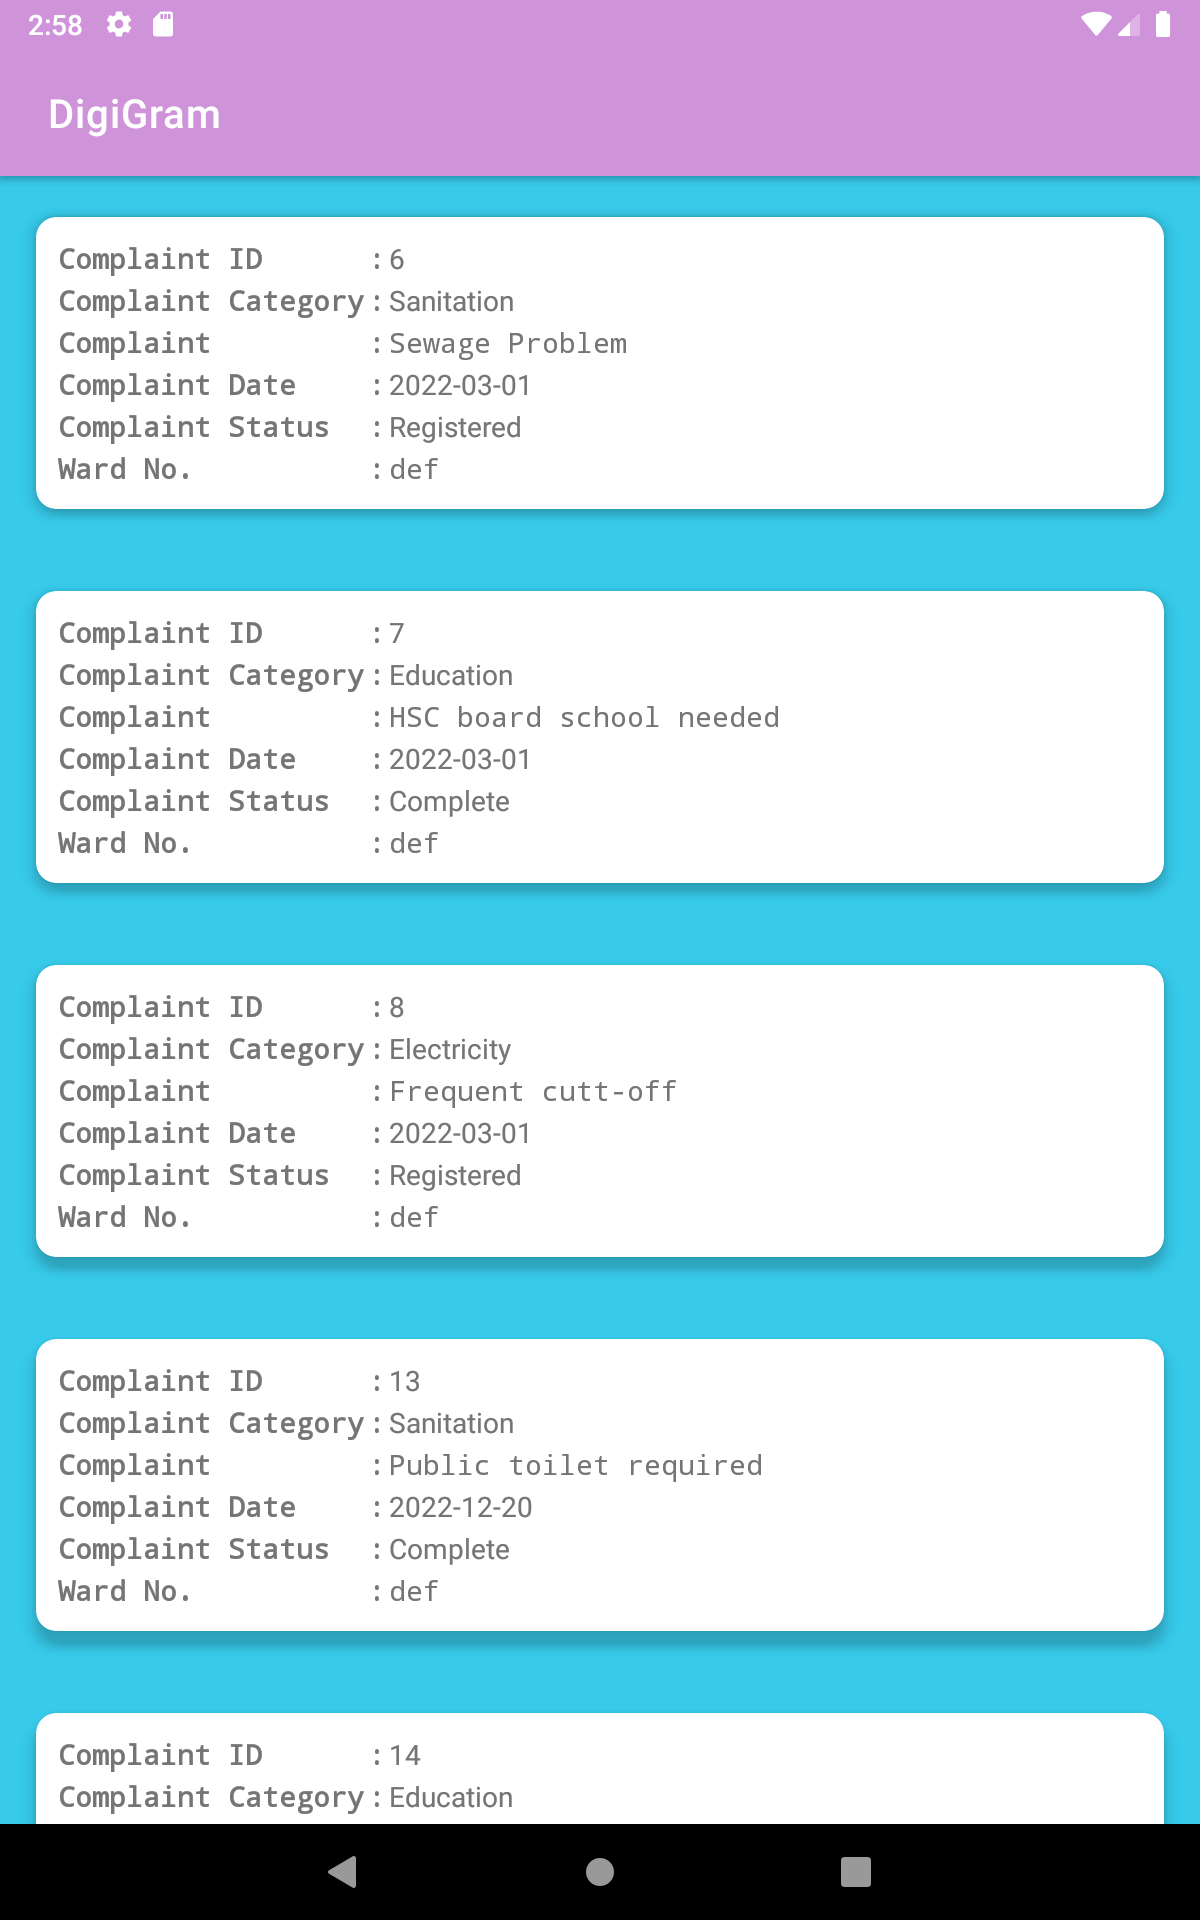 2:58
DigiGram
Complaint ID : 6
Complaint Category : Sanitation
Complaint : Sewage Problem
Complaint Date : 2022-03-01
Complaint Status : Registered
Ward No. : def
Complaint ID : 7
Complaint Category : Education
Complaint : HSC board school needed
Complaint Date : 2022-03-01
Complaint Status : Complete
Ward No. : def
Complaint ID : 8
Complaint Category : Electricity
Complaint : Frequent cutt-off
Complaint Date : 2022-03-01
Complaint Status : Registered
Ward No. : def
Complaint ID : 13
Complaint Category : Sanitation
Complaint : Public toilet required
Complaint Date : 2022-12-20
Complaint Status : Complete
Ward No. : def
Complaint ID : 14
Complaint Category : Education